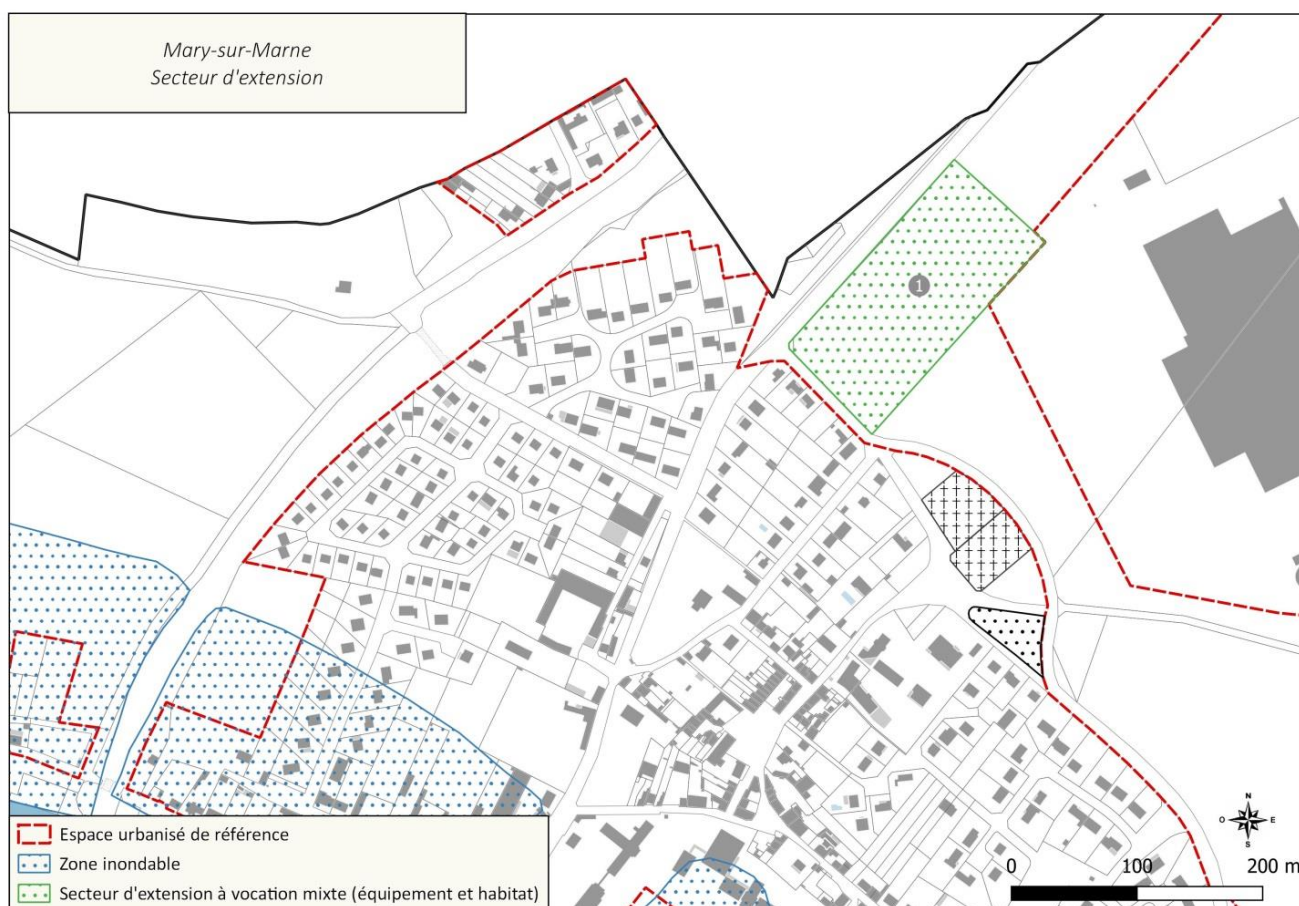 Mary-sur-Marne
Secteur d'extension
1
Espace urbanisé de référence
Zone inondable
Secteur d'extension à vocation mixte (équipement et habitat)
N
O E
S
0 100 200 m